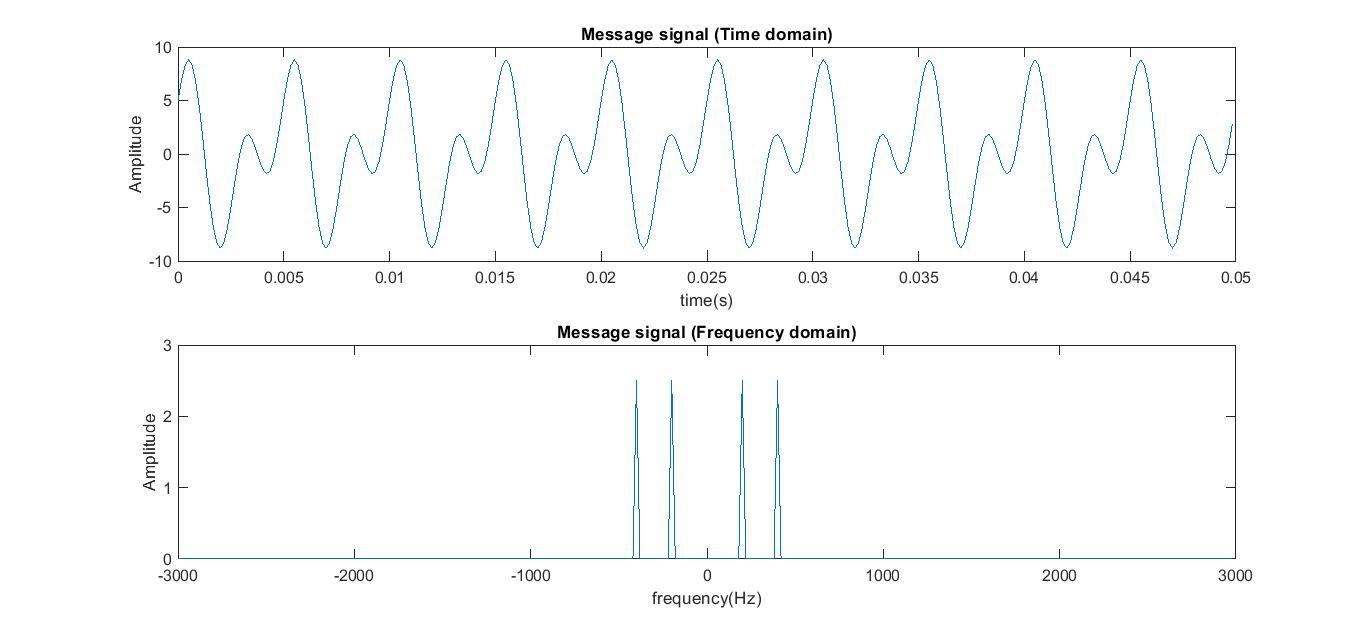 Message signal (Time domain)
10
5
0
-5
-10
Amplitude
0 0.005 0.01 0.015 0.02 0.025 0.03 0.035 0.04 0.045 0.05
time(s)
Message signal (Frequency domain)
3
2
1
0
Amplitude
-3000 -2000 -1000 0 1000 2000 3000
frequency(Hz)